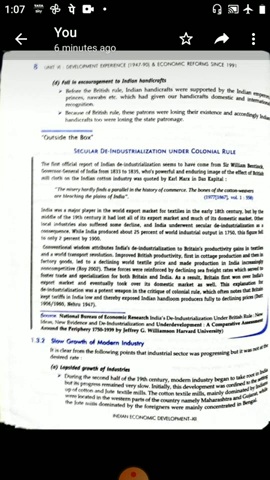 1:07
You
6 minutes ago
8 UNIT III : DEVELOPMENT EXPERIENCE (1947-90) & ECONOMIC REFORMS SINCE 1991
(d) Fall in encouragement to Indian handicrafts
Before the British rule, Indian handicrafts were supported by the Indian emperors,
princes, nawabs etc. which had given our handicrafts domestic and international
recognition.
Because of British rule, these patrons were losing their existence and accordingly Indian
handicrafts too were losing the state patronage.
"Outside the Box"
SECULAR DE-INDUSTRIALIZATION UNDER COLONIAL RULE
The first official report of Indian de-industrialization seems to have come from Sir William Bentinck,
Governor-General of India from 1833 to 1835, who's powerful and enduring image of the effect of British
mill cloth on the Indian cotton industry was quoted by Karl Marx in Das Kapital :
"The misery hardly finds a parallel in the history of commerce. The bones of the cotton-weavers
are bleaching the plains of India".
(1977[1867], vol. 1 : 358)
India was a major player in the world export market for textiles in the early 18th century, but by the
middle of the 19th century it had lost all of its export market and much of its domestic market. Other
local industries also suffered some decline, and India underwent secular de-industrialization as a
consequence. While India produced about 25 percent of world industrial output in 1750, this figure fell
to only 2 percent by 1900.
Conventional wisdom attributes India's de-industrialization to Britain's productivity gains in textiles
and a world transport revolution. Improved British productivity, first in cottage production and then in
factory goods, led to a declining world textile price and made production in India increasingly
noncompetitive (Roy 2002). These forces were reinforced by declining sea freight rates which served to
foster trade and specialization for both Britain and India. As a result, Britain first won over India's
export market and eventually took over its domestic market as well. This explanation for
de-industrialization was a potent weapon in the critique of colonial rule, which often notes that Britain
kept tariffs in India low and thereby exposed Indian handloom producers fully to declining prices (Dutt
1956/1960, Nehru 1947).
Source: National Bureau of Economic Research India's De-Industrialization Under British Rule : New
Ideas, New Evidence and De-Industrialization and Underdevelopment : A Comparative Assessment
Around the Periphery 1750-1939 by Jeffrey G. Williamson Harvard University)
1.3.2 Slow Growth of Modern Industry
It is clear from the following points that industrial sector was progressing but it was not at the
desired rate :
(a) Lopsided growth of Industries
During the second half of the 19th century, modern industry began to take root in India
but its progress remained very slow. Initially, this development was confined to the setting
up of cotton and Jute textile mills. The cotton mills, mainly dominated by Indians
were located in the western parts of the country namely Maharashtra and Gujarat, while
the Jute mills dominated by the foreigners were mainly concentrated in Bengal.
INDIAN ECONOMIC DEVELOPMENT-XII